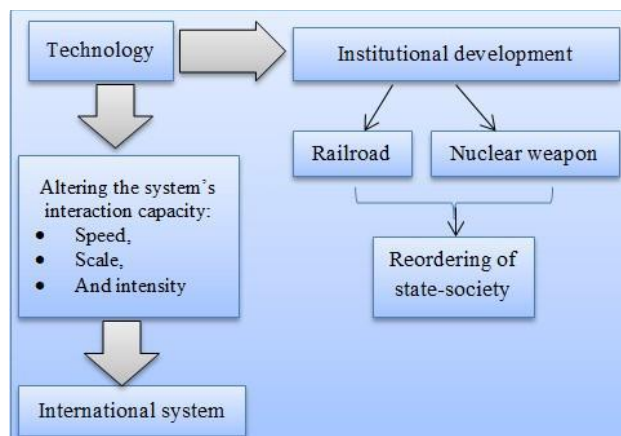 Technology
Institutional development
Railroad
Nuclear weapon
Altering the system’s
interaction capacity:
• Speed,
• Scale,
• And intensity
Reordering of
state-society
International system